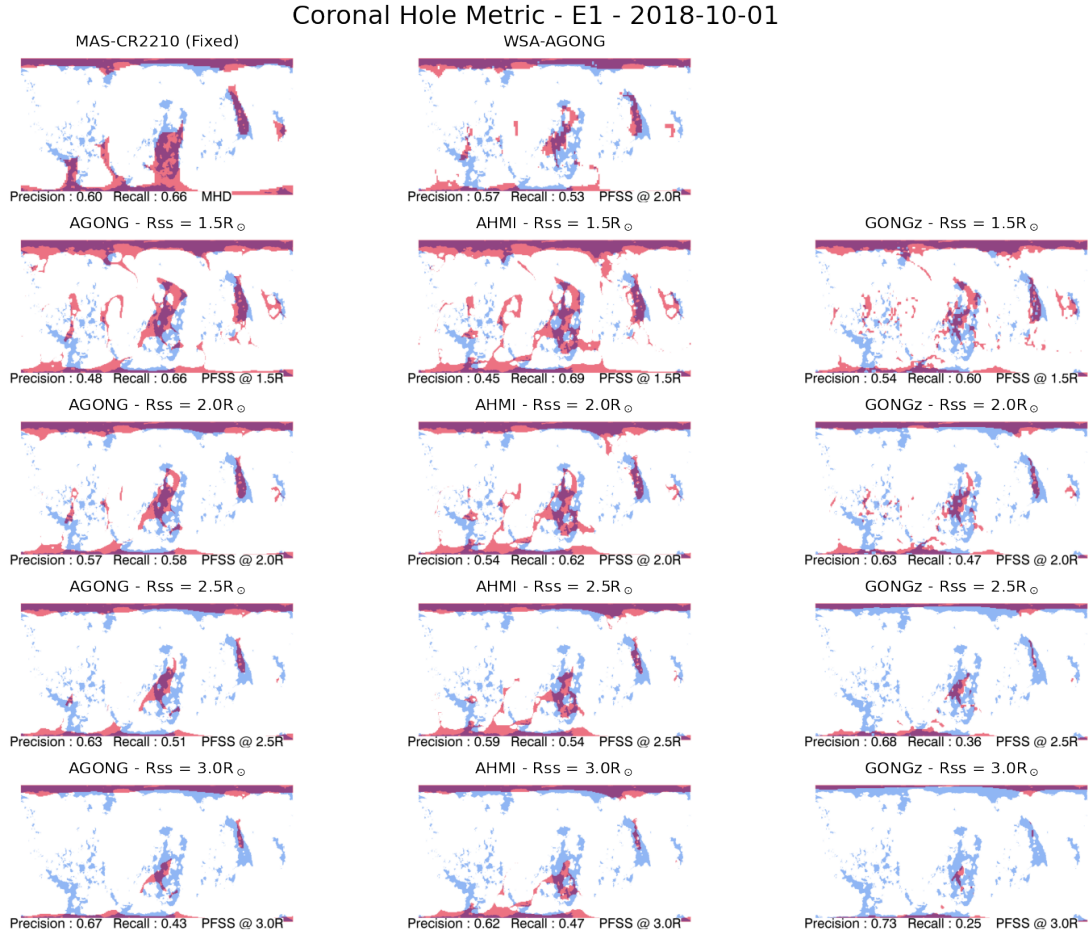 Coronal Hole Metric - E1 - 2018-10-01
MAS-CR2210 (Fixed)
WSA-AGONG
Precision : 0.60 Recall : 0.66 MHD
Precision : 0.57 Recall : 0.53 PFSS @ 2.0R
AGONG - Rss = 1.5R☉
AHMI - Rss = 1.5R☉
GONGz - Rss = 1.5R☉
Precision : 0.48 Recall : 0.66 PFSS @ 1.5R
Precision : 0.45 Recall : 0.69 PFSS @ 1.5R
Precision : 0.54 Recall : 0.60 PFSS @ 1.5R
AGONG - Rss = 2.0R☉
AHMI - Rss = 2.0R☉
GONGz - Rss = 2.0R☉
Precision : 0.57 Recall : 0.58 PFSS @ 2.0R
Precision : 0.54 Recall : 0.62 PFSS @ 2.0R
Precision : 0.63 Recall : 0.47 PFSS @ 2.0R
AGONG - Rss = 2.5R☉
AHMI - Rss = 2.5R☉
GONGz - Rss = 2.5R☉
Precision : 0.63 Recall : 0.51 PFSS @ 2.5R
Precision : 0.59 Recall : 0.54 PFSS @ 2.5R
Precision : 0.68 Recall : 0.36 PFSS @ 2.5R
AGONG - Rss = 3.0R☉
AHMI - Rss = 3.0R☉
GONGz - Rss = 3.0R☉
Precision : 0.67 Recall : 0.43 PFSS @ 3.0R
Precision : 0.62 Recall : 0.47 PFSS @ 3.0R
Precision : 0.73 Recall : 0.25 PFSS @ 3.0R